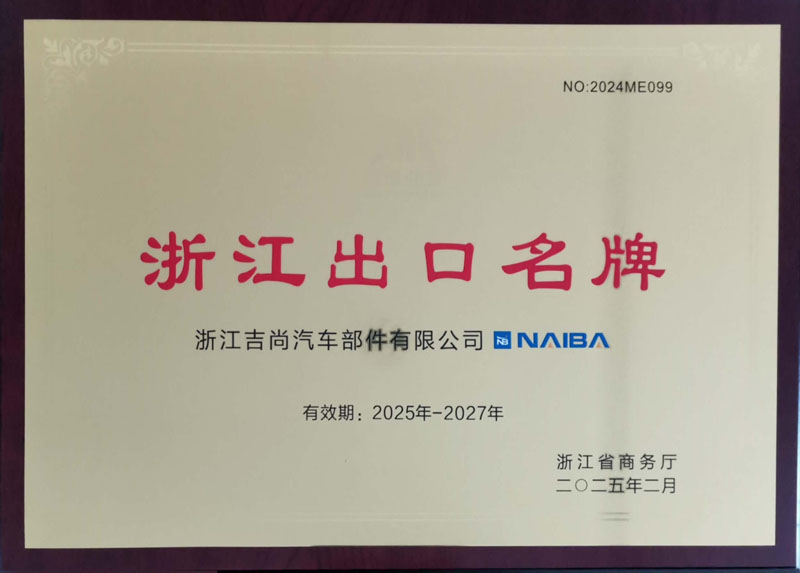 NO:2024ME099
浙江出口名牌
浙江吉尚汽车部件有限公司 NB NAIBA
有效期：2025年-2027年
浙江省商务厅
二〇二五年二月